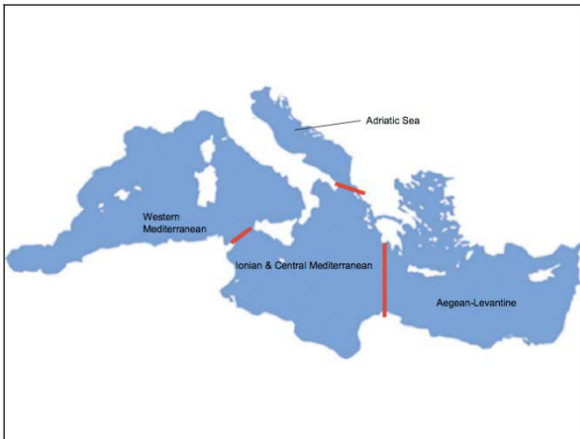 Adriatic Sea
Western
Mediterranean
Ionian & Central Mediterranean
Aegean-Levantine